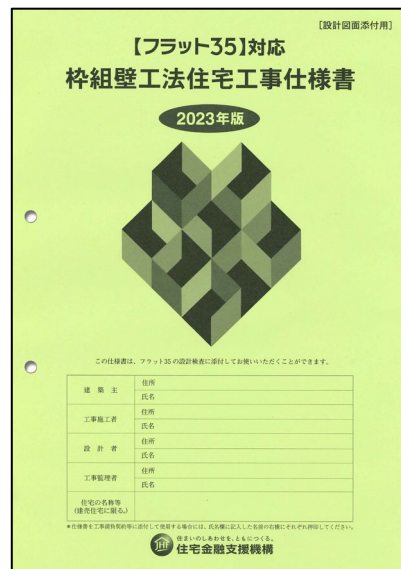 ［設計図面添付用］
【フラット35】対応
枠組壁工法住宅工事仕様書
2023年版
この仕様書は、フラット35の設計検査に添付してお使いいただくことができます。
建築主 住所
氏名
工事施工者 住所
氏名
設計者 住所
氏名
工事監理者 住所
氏名
住宅の名称等
(建売住宅に限る。)
＊仕様書を工事請負契約等に添付して使用する場合には、氏名欄に記入した名前の右横にそれぞれ押印してください。
JHF 住まいのしあわせを、ともにつくる。
住宅金融支援機構